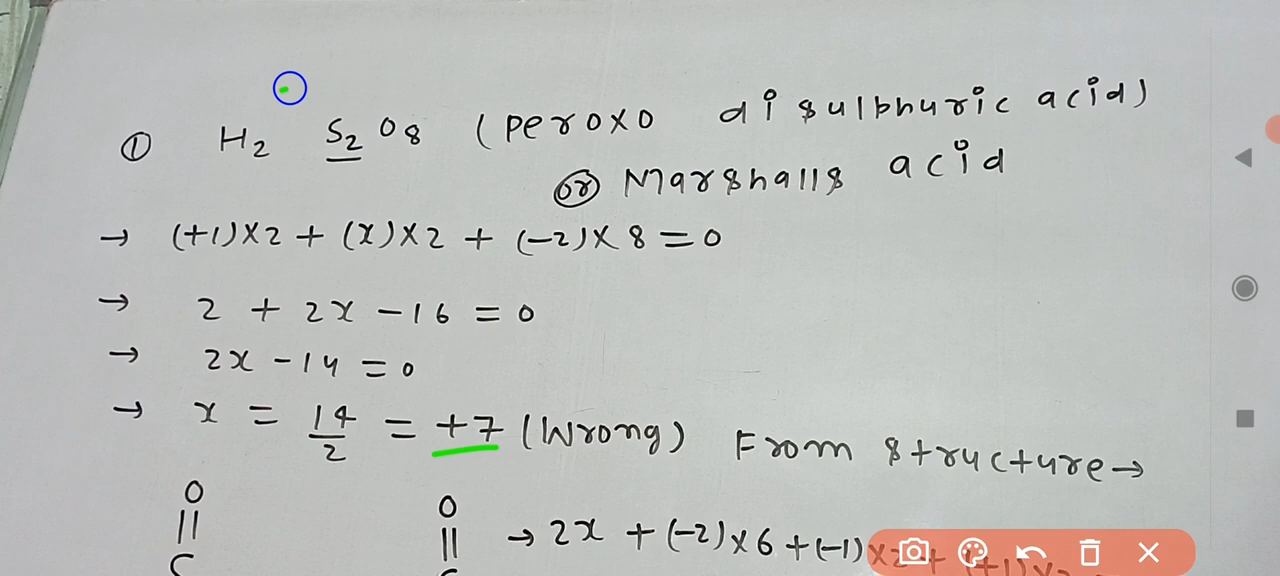 ① H2 S2 O8 (peroxo disulphuric acid)
or Marshalls acid
→ (+1)×2 + (x)×2 + (-2)×8 = 0
→ 2 + 2x - 16 = 0
→ 2x - 14 = 0
→ x = 14/2 = +7 (Wrong) From structure →
O O
|| || → 2x + (-2)×6 + (-1)
S S